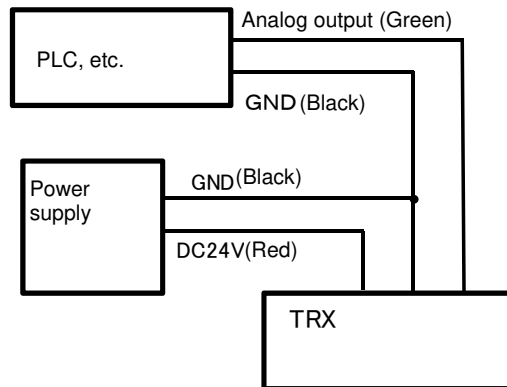 Analog output (Green)
PLC, etc.
GND(Black)
GND(Black)
Power
supply
DC24V(Red)
TRX